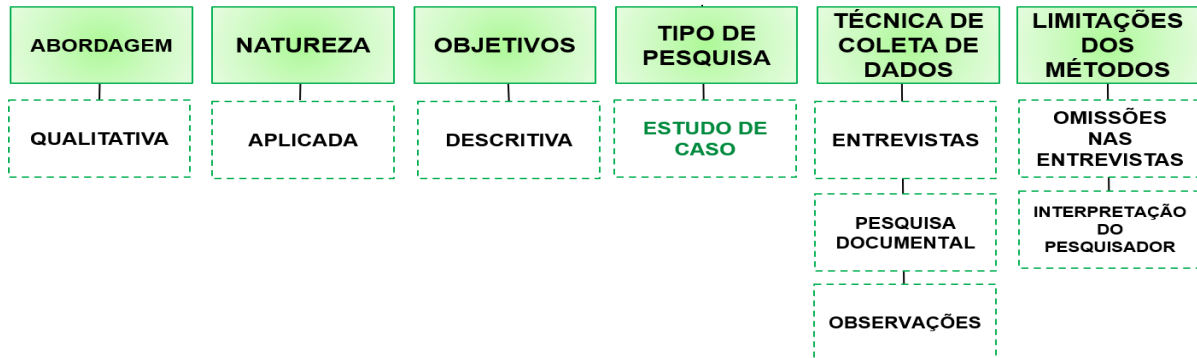 ABORDAGEM
QUALITATIVA
NATUREZA
APLICADA
OBJETIVOS
DESCRITIVA
TIPO DE
PESQUISA
ESTUDO DE
CASO
TÉCNICA DE
COLETA DE
DADOS
ENTREVISTAS
PESQUISA
DOCUMENTAL
OBSERVAÇÕES
LIMITAÇÕES
DOS
MÉTODOS
OMISSÕES
NAS
ENTREVISTAS
INTERPRETAÇÃO
DO
PESQUISADOR